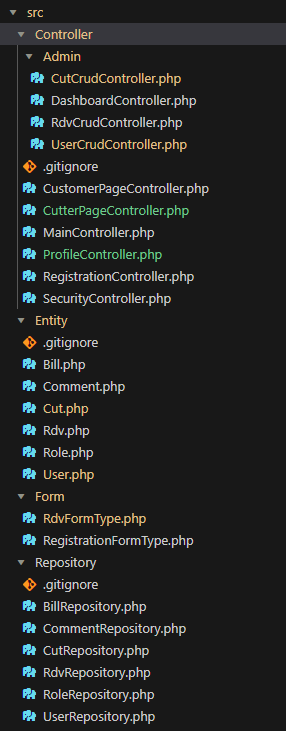 src
Controller
Admin
CutCrudController.php
DashboardController.php
RdvCrudController.php
UserCrudController.php
.gitignore
CustomerPageController.php
CutterPageController.php
MainController.php
ProfileController.php
RegistrationController.php
SecurityController.php
Entity
.gitignore
Bill.php
Comment.php
Cut.php
Rdv.php
Role.php
User.php
Form
RdvFormType.php
RegistrationFormType.php
Repository
.gitignore
BillRepository.php
CommentRepository.php
CutRepository.php
RdvRepository.php
RoleRepository.php
UserRepository.php